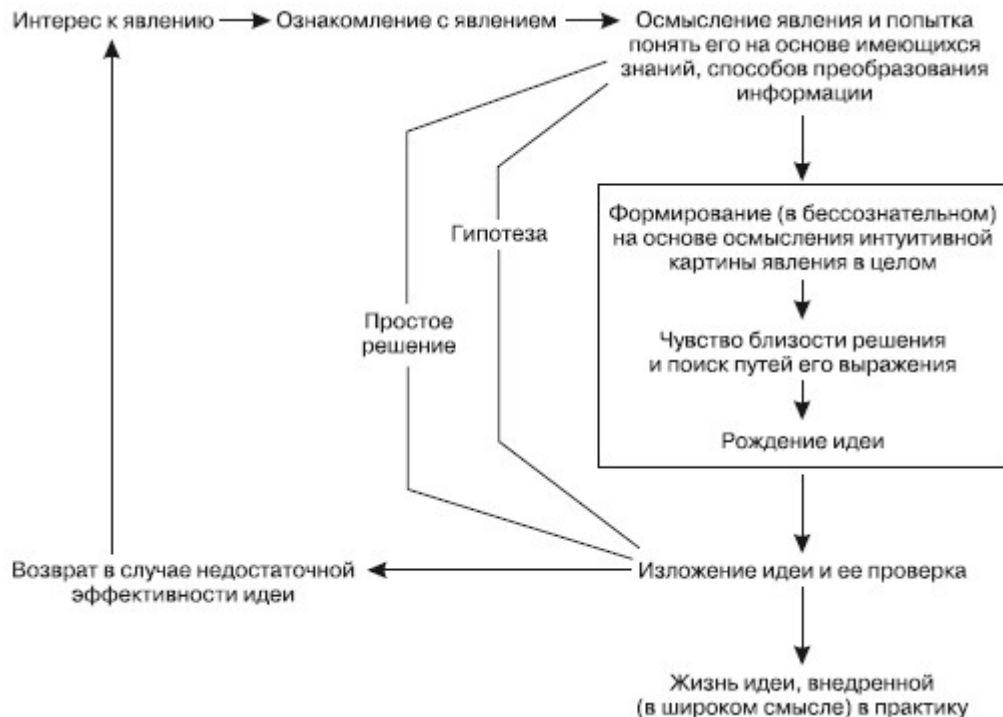 Интерес к явлению
Ознакомление с явлением
Осмысление явления и попытка
понять его на основе имеющихся
знаний, способов преобразования
информации
Формирование (в бессознательном)
на основе осмысления интуитивной
картины явления в целом
Гипотеза
Простое
решение
Чувство близости решения
и поиск путей его выражения
Рождение идеи
Возврат в случае недостаточной
эффективности идеи
Изложение идеи и ее проверка
Жизнь идеи, внедренной
(в широком смысле) в практику